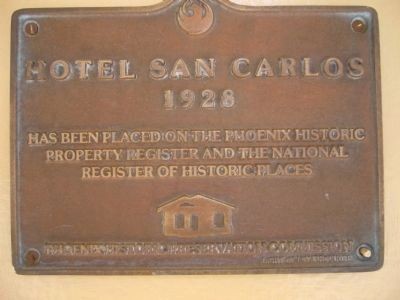 HOTEL SAN CARLOS
1928
HAS BEEN PLACED ON THE PHOENIX HISTORIC
PROPERTY REGISTER AND THE NATIONAL
REGISTER OF HISTORIC PLACES
PHOENIX HISTORIC PRESERVATION COMMISSION